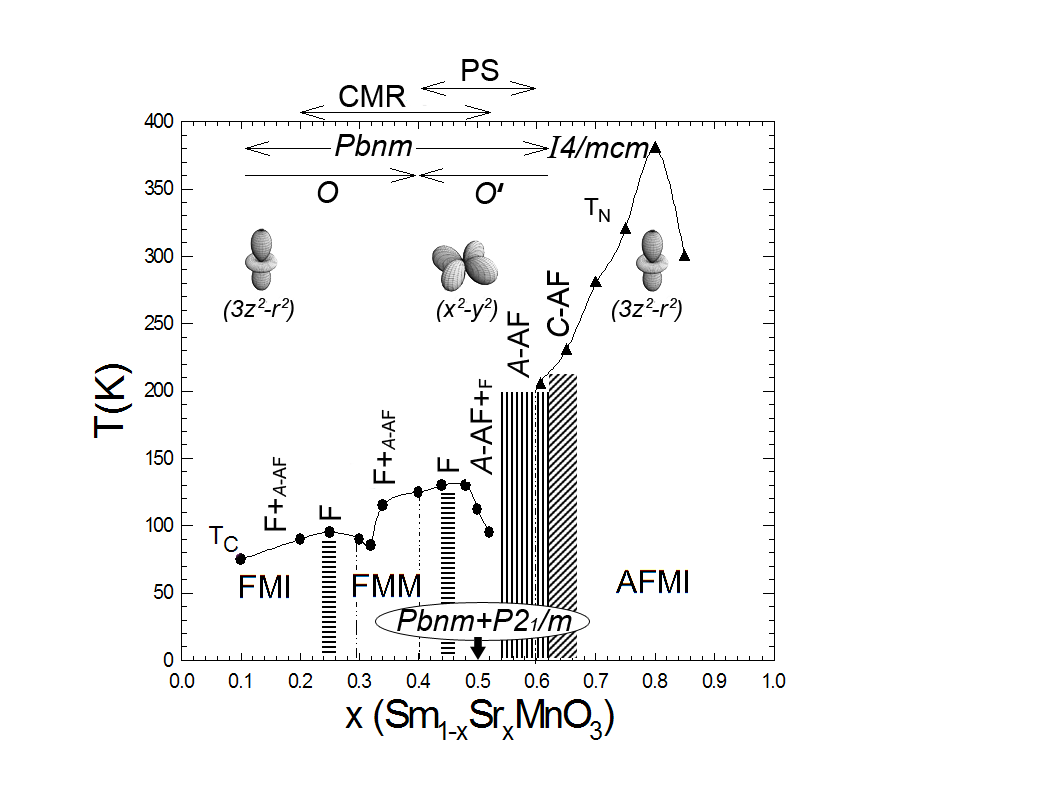 PS
CMR
Pbnm
I4/mcm
O
O'
T_N
(3z²-r²)
(x²-y²)
(3z²-r²)
A-AF
C-AF
A-AF+F
F+A-AF
F
F+A-AF
F
T_C
FMI
FMM
AFMI
Pbnm+P2₁/m
T(K)
400
350
300
250
200
150
100
50
0
0.0 0.1 0.2 0.3 0.4 0.5 0.6 0.7 0.8 0.9 1.0
x (Sm₁₋ₓSrₓMnO₃)